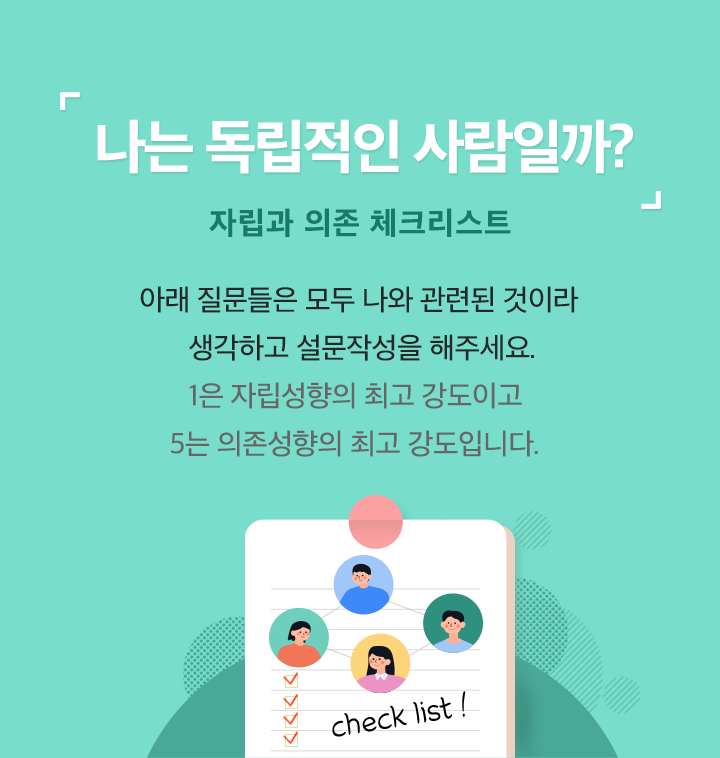 「나는 독립적인 사람일까?」
자립과 의존 체크리스트
아래 질문들은 모두 나와 관련된 것이라
생각하고 설문작성을 해주세요.
1은 자립성향의 최고 강도이고
5는 의존성향의 최고 강도입니다.
check list !